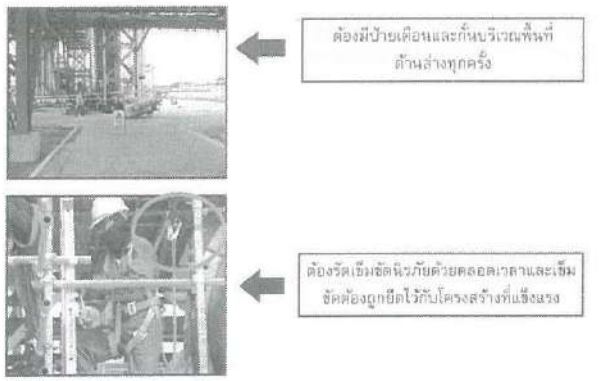 ต้องมีป้ายเตือนและกั้นบริเวณพื้นที่
ด้านล่างทุกครั้ง
ต้องรัดเข็มขัดนิรภัยด้วยตลอดเวลาและเข็ม
ขัดต้องถูกยึดไว้กับโครงสร้างที่แข็งแรง